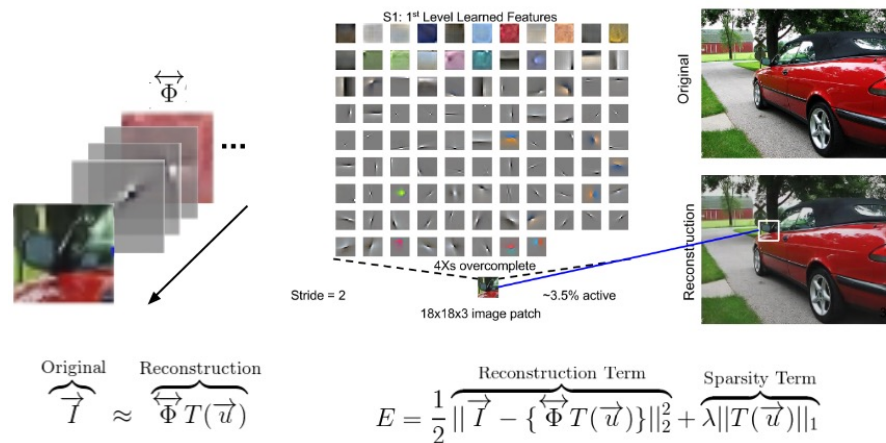 S1: 1st Level Learned Features
Φ
...
Original
Reconstruction
4Xs overcomplete
Stride = 2
~3.5% active
18x18x3 image patch
Original
Reconstruction
I ≈ Φ T(u)
Reconstruction Term
Sparsity Term
E = 1/2 ||I - {Φ T(u)}||²₂ + λ||T(u)||₁